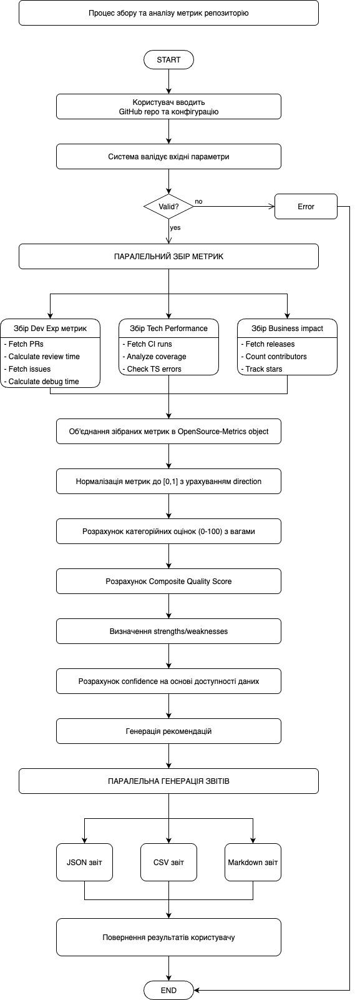 Процес збору та аналізу метрик репозиторію
START
Користувач вводить
GitHub repo та конфігурацію
Система валідує вхідні параметри
Valid?
no
Error
yes
ПАРАЛЕЛЬНИЙ ЗБІР МЕТРИК
Збір Dev Exp метрик
- Fetch PRs
- Calculate review time
- Fetch issues
- Calculate debug time
Збір Tech Performance
- Fetch CI runs
- Analyze coverage
- Check TS errors
Збір Business impact
- Fetch releases
- Count contributors
- Track stars
Об'єднання зібраних метрик в OpenSource-Metrics object
Нормалізація метрик до [0,1] з урахуванням direction
Розрахунок категорійних оцінок (0-100) з вагами
Розрахунок Composite Quality Score
Визначення strengths/weaknesses
Розрахунок confidence на основі доступності даних
Генерація рекомендацій
ПАРАЛЕЛЬНА ГЕНЕРАЦІЯ ЗВІТІВ
JSON звіт
CSV звіт
Markdown звіт
Повернення результатів користувачу
END